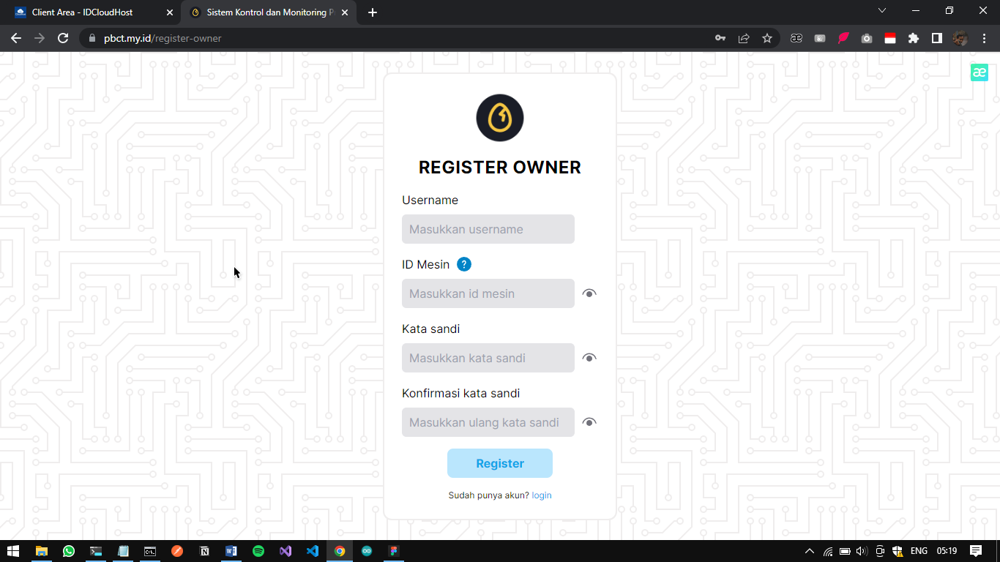 Client Area - IDCloudHost
Sistem Kontrol dan Monitoring P
pbct.my.id/register-owner
æ
æ
REGISTER OWNER
Username
Masukkan username
ID Mesin ?
Masukkan id mesin
Kata sandi
Masukkan kata sandi
Konfirmasi kata sandi
Masukkan ulang kata sandi
Register
Sudah punya akun? login
ENG 05:19